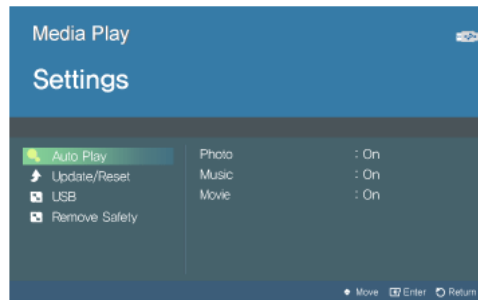 Media Play
Settings
Auto Play
Update/Reset
USB
Remove Safety
Photo : On
Music : On
Movie : On
Move Enter Return